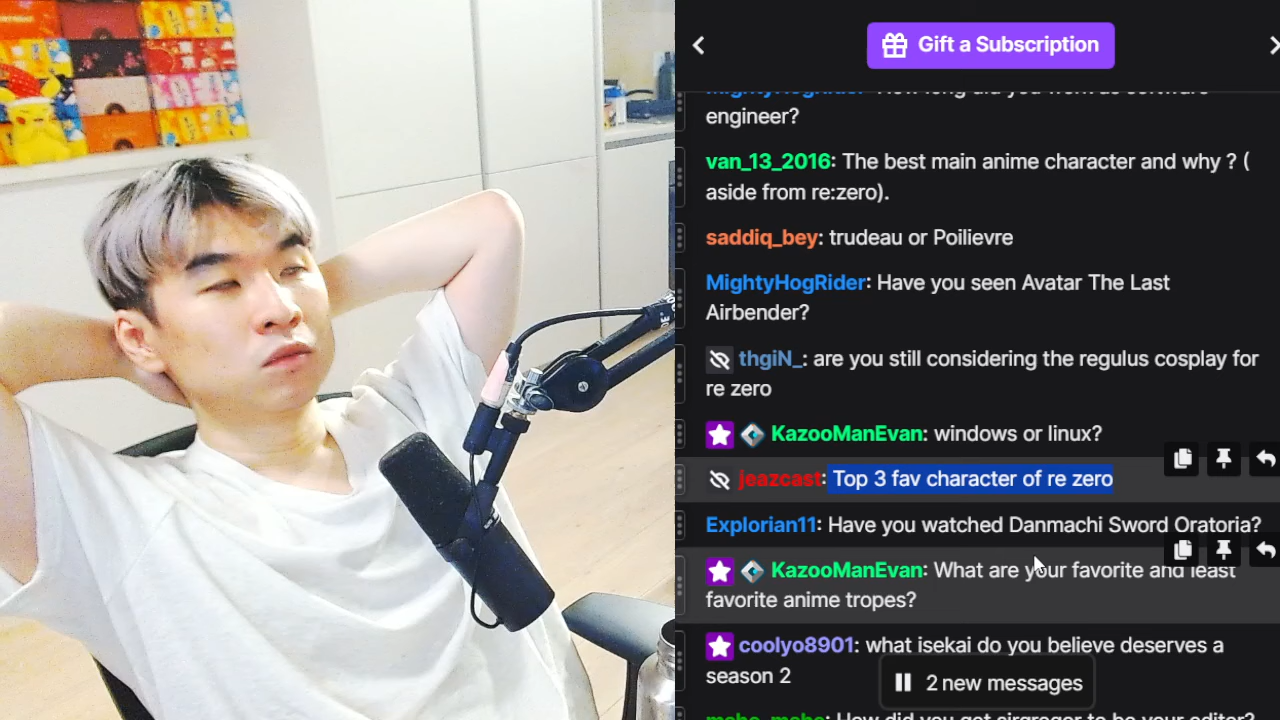 Gift a Subscription
engineer?
van_13_2016: The best main anime character and why ? (
aside from re:zero).
saddiq_bey: trudeau or Poilievre
MightyHogRider: Have you seen Avatar The Last
Airbender?
thgiN_: are you still considering the regulus cosplay for
re zero
KazooManEvan: windows or linux?
jeazcast: Top 3 fav character of re zero
Explorian11: Have you watched Danmachi Sword Oratoria?
KazooManEvan: What are your favorite and least
favorite anime tropes?
coolyo8901: what isekai do you believe deserves a
season 2
2 new messages